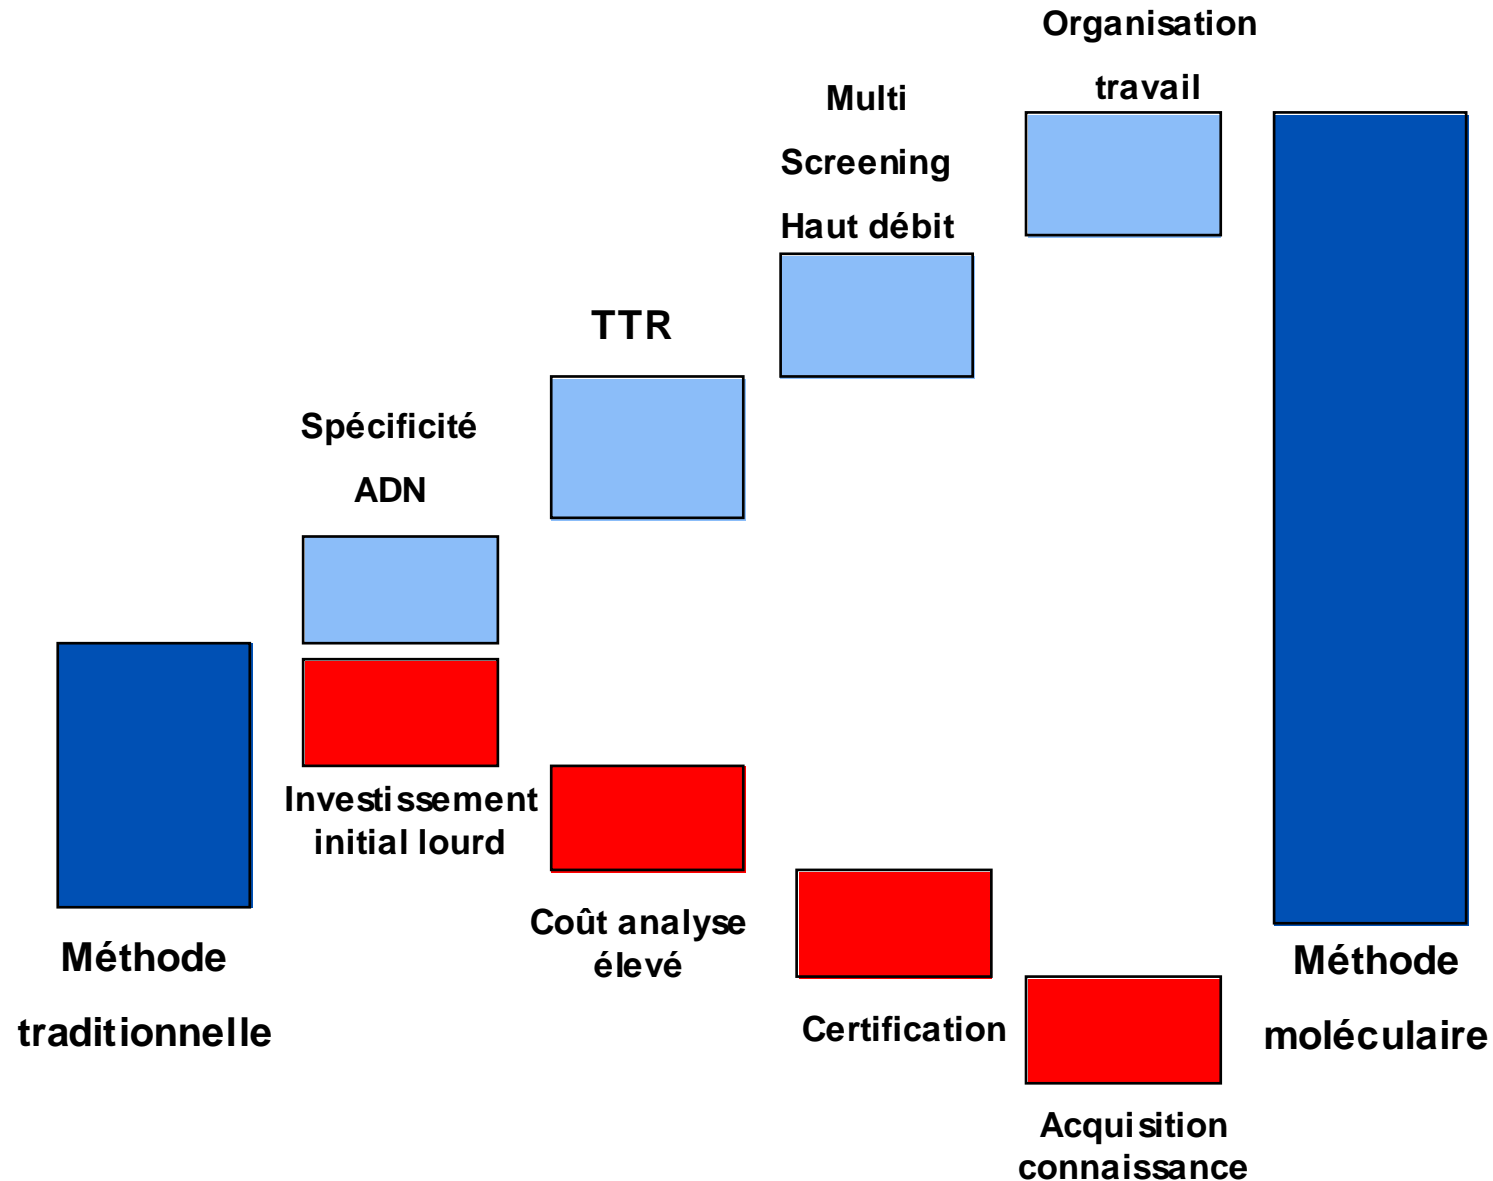 Organisation
travail
Multi
Screening
Haut débit
TTR
Spécificité
ADN
Investissement
initial lourd
Coût analyse
élevé
Méthode
traditionnelle
Certification
Méthode
moléculaire
Acquisition
connaissance